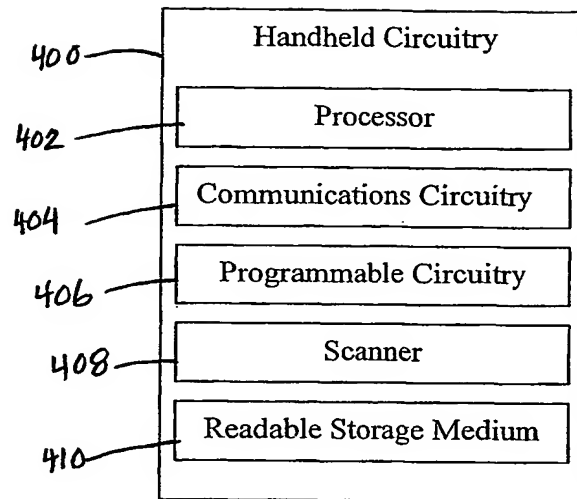 Handheld Circuitry
400
Processor
402
Communications Circuitry
404
Programmable Circuitry
406
Scanner
408
Readable Storage Medium
410